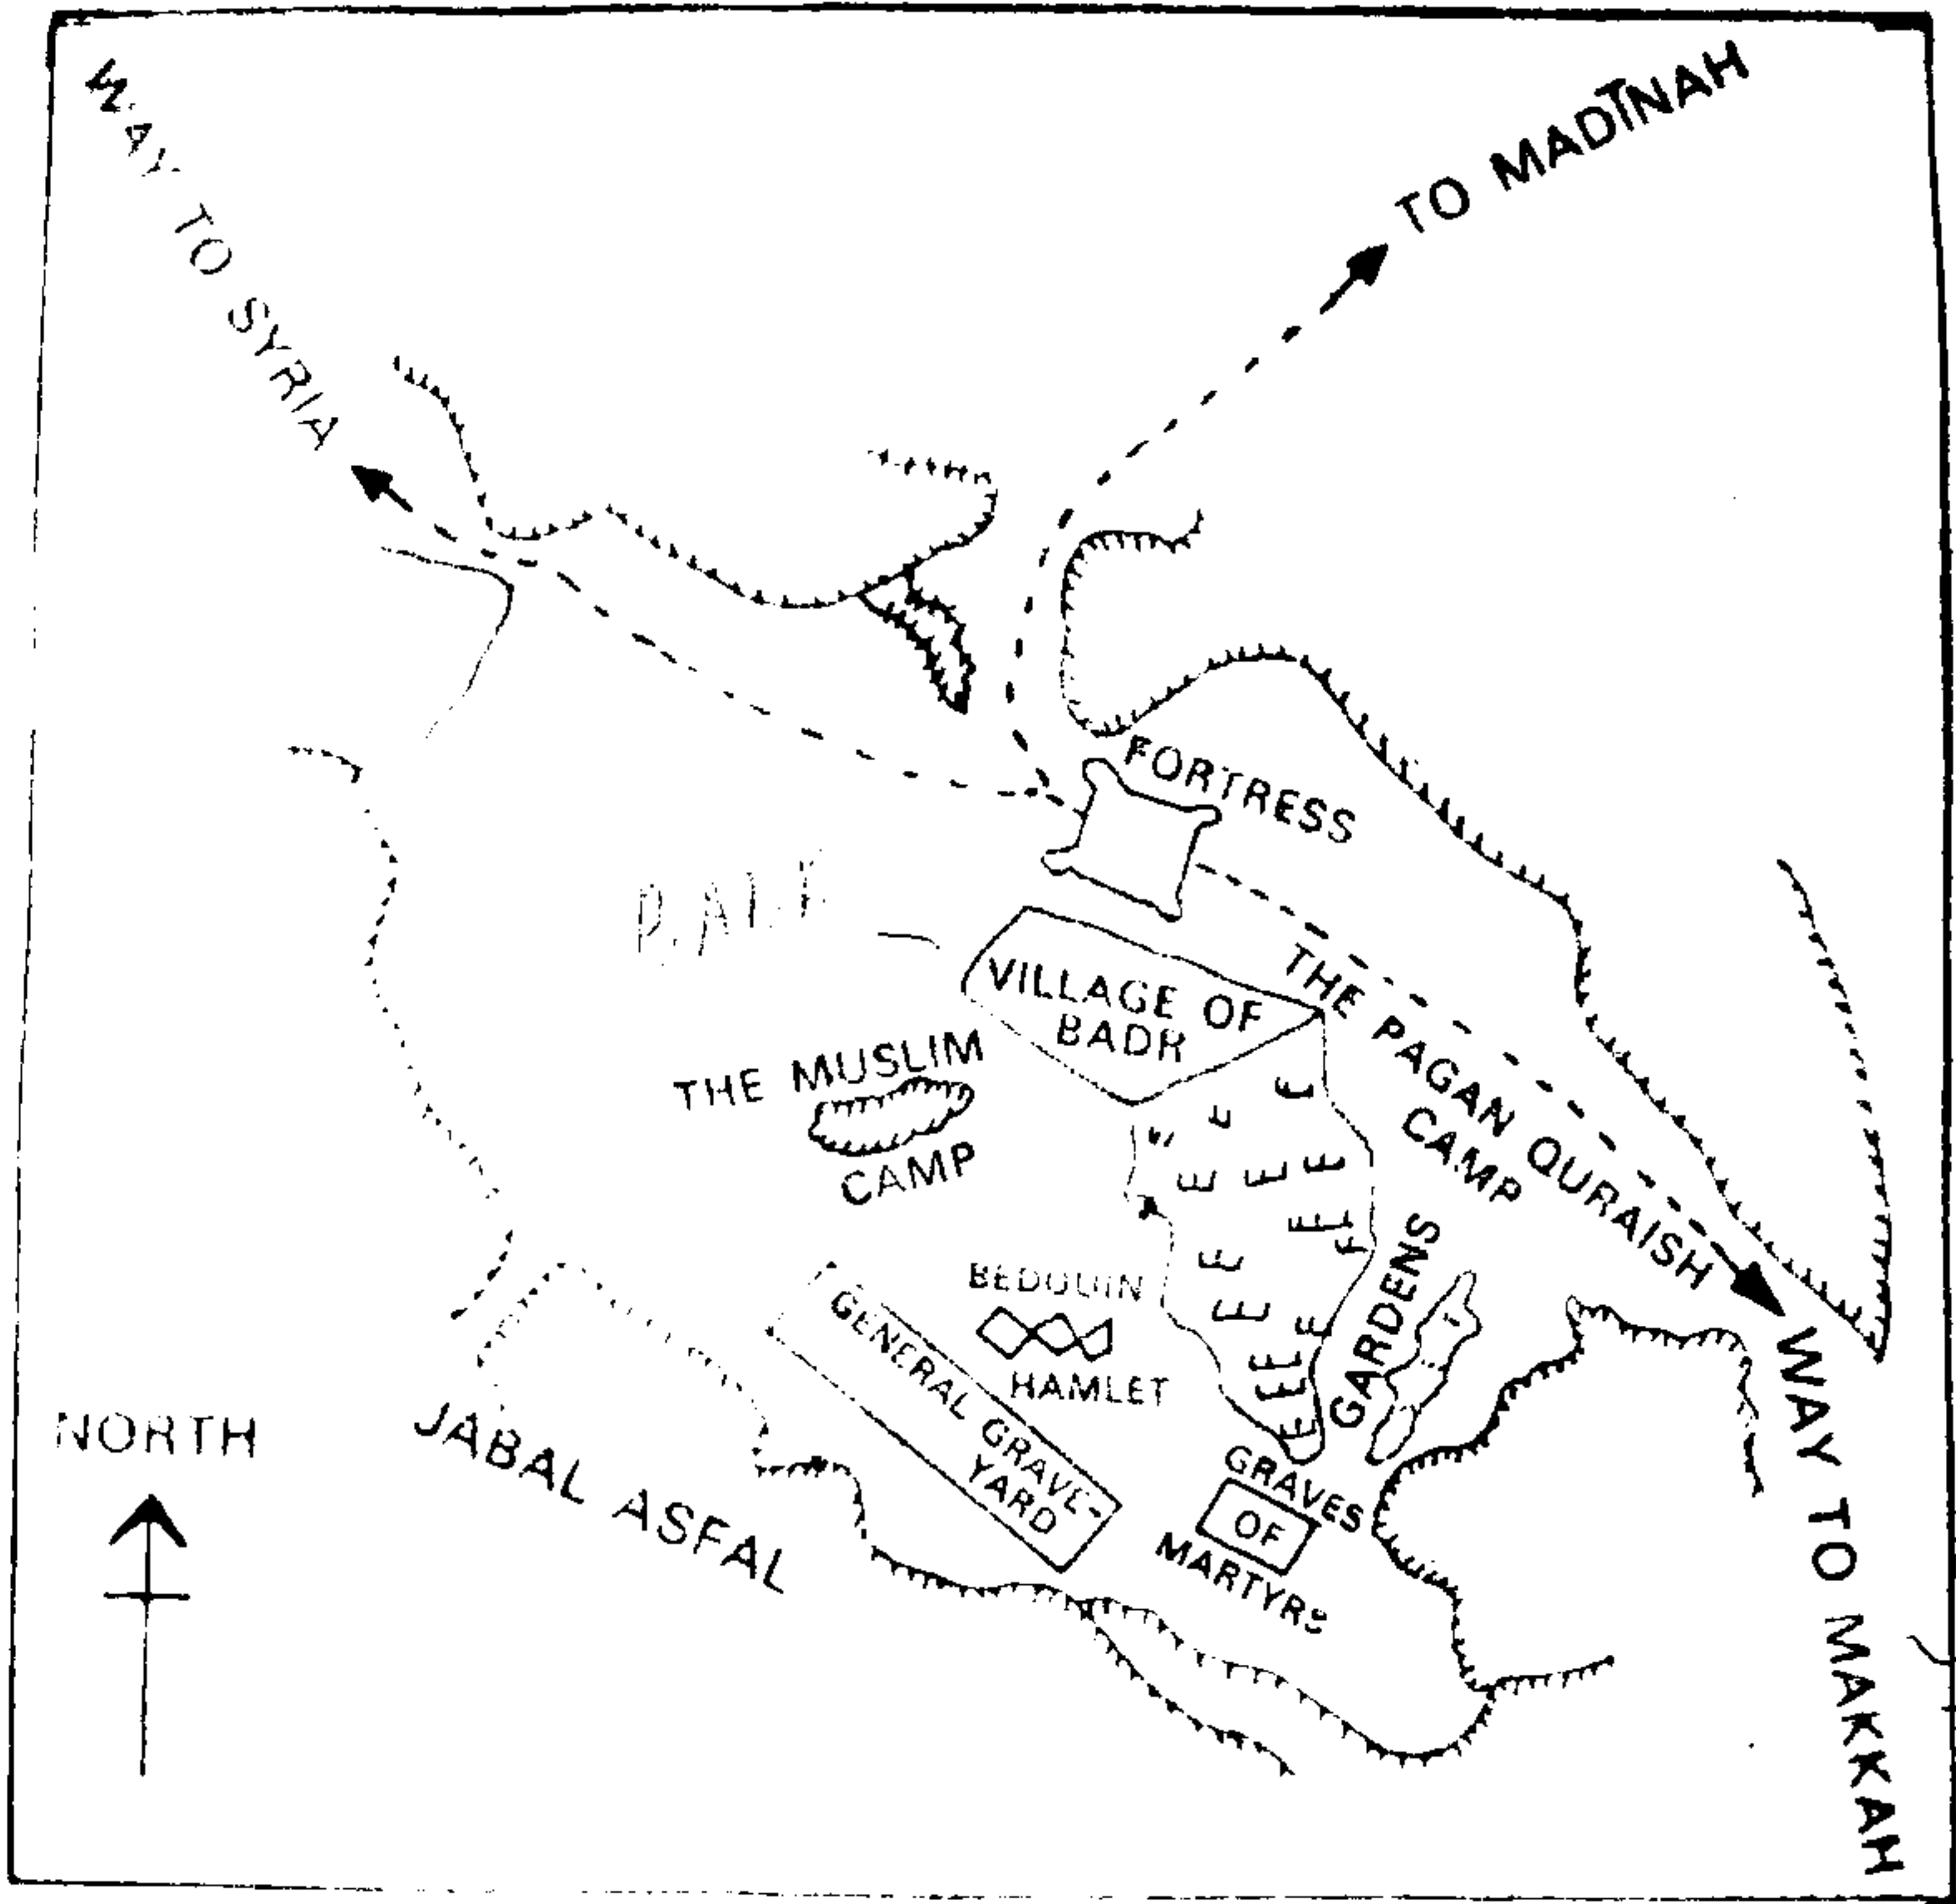 WAY TO SYRIA
TO MADINAH
FORTRESS
VILLAGE OF
BADR
THE PAGAN QURAISH
CAMP
THE MUSLIM
CAMP
BEDOUIN
HAMLET
GARDENS
GENERAL GRAVE-
YARD
GRAVES
OF
MARTYRS
NORTH
JABAL ASFAL
WAY TO MAKKAH